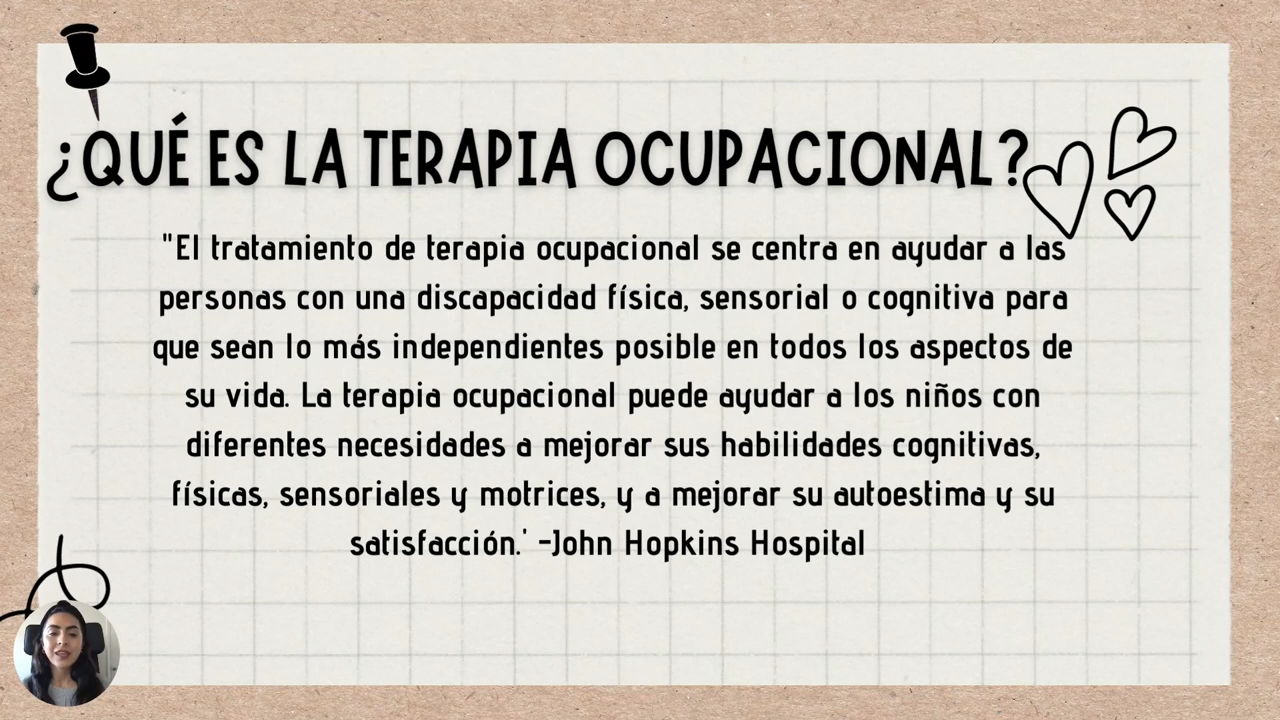 ¿QUÉ ES LA TERAPIA OCUPACIONAL?
"El tratamiento de terapia ocupacional se centra en ayudar a las
personas con una discapacidad física, sensorial o cognitiva para
que sean lo más independientes posible en todos los aspectos de
su vida. La terapia ocupacional puede ayudar a los niños con
diferentes necesidades a mejorar sus habilidades cognitivas,
físicas, sensoriales y motrices, y a mejorar su autoestima y su
satisfacción.' -John Hopkins Hospital